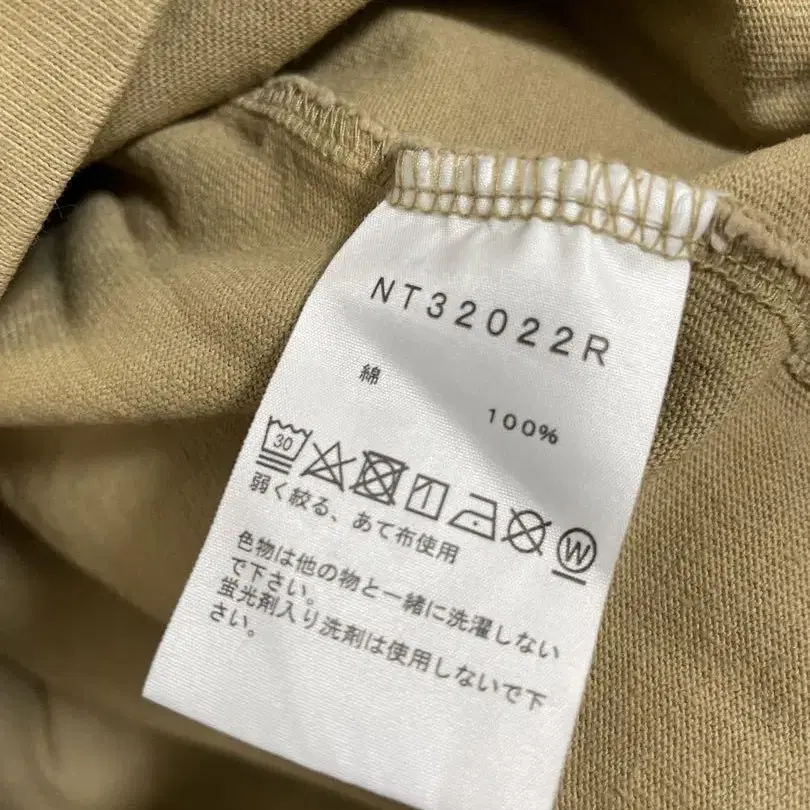 NT32022R
綿 100%
30 W
弱く絞る、あて布使用
色物は他の物と一緒に洗濯しない
で下さい。
蛍光剤入り洗剤は使用しないで下
さい。